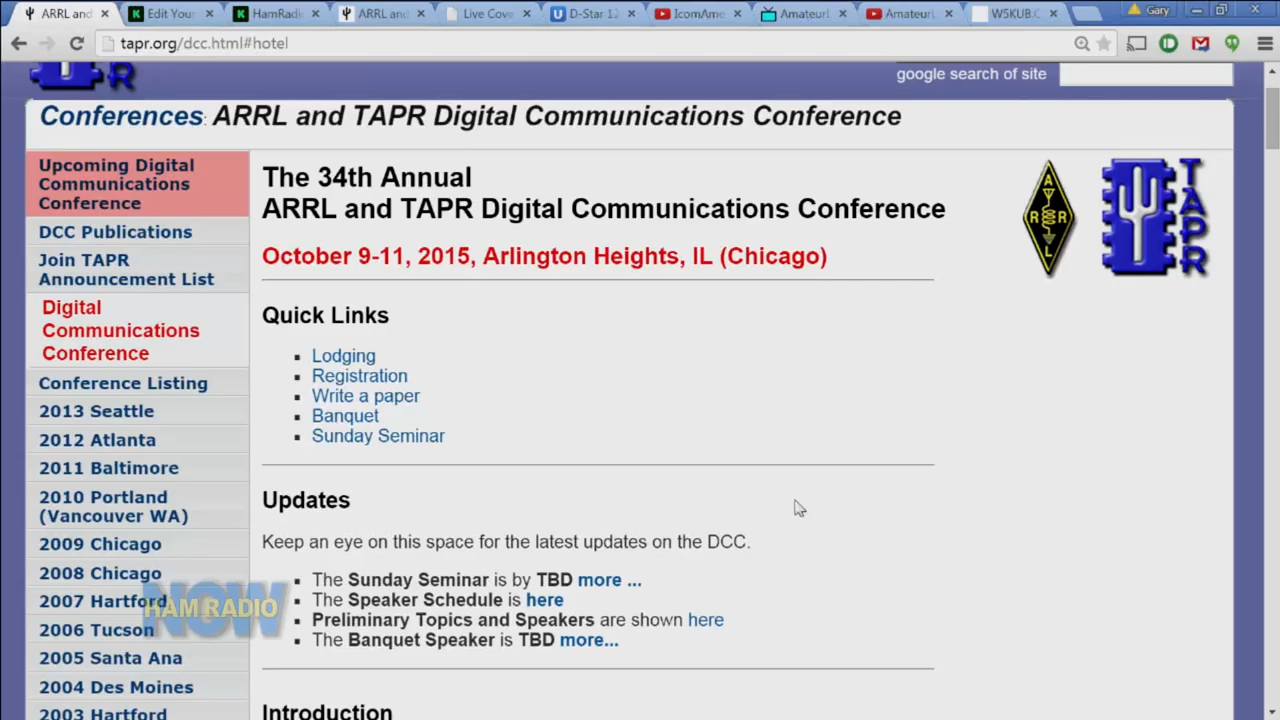 ARRL and
Edit Your
HamRadio
ARRL and
Live Cove
D-Star 12
IcomAme
Amateur
Amateur
W5KUB.C
Gary
tapr.org/dcc.html#hotel
PR
google search of site
Conferences: ARRL and TAPR Digital Communications Conference
Upcoming Digital
Communications
Conference
DCC Publications
Join TAPR
Announcement List
Digital
Communications
Conference
Conference Listing
2013 Seattle
2012 Atlanta
2011 Baltimore
2010 Portland
(Vancouver WA)
2009 Chicago
2008 Chicago
2007 Hartford
2006 Tucson
2005 Santa Ana
2004 Des Moines
2003 Hartford
The 34th Annual
ARRL and TAPR Digital Communications Conference
October 9-11, 2015, Arlington Heights, IL (Chicago)
A
R R
L
TAPR
Quick Links
Lodging
Registration
Write a paper
Banquet
Sunday Seminar
Updates
Keep an eye on this space for the latest updates on the DCC.
The Sunday Seminar is by TBD more ...
The Speaker Schedule is here
Preliminary Topics and Speakers are shown here
The Banquet Speaker is TBD more...
Introduction
NOW
HAM RADIO